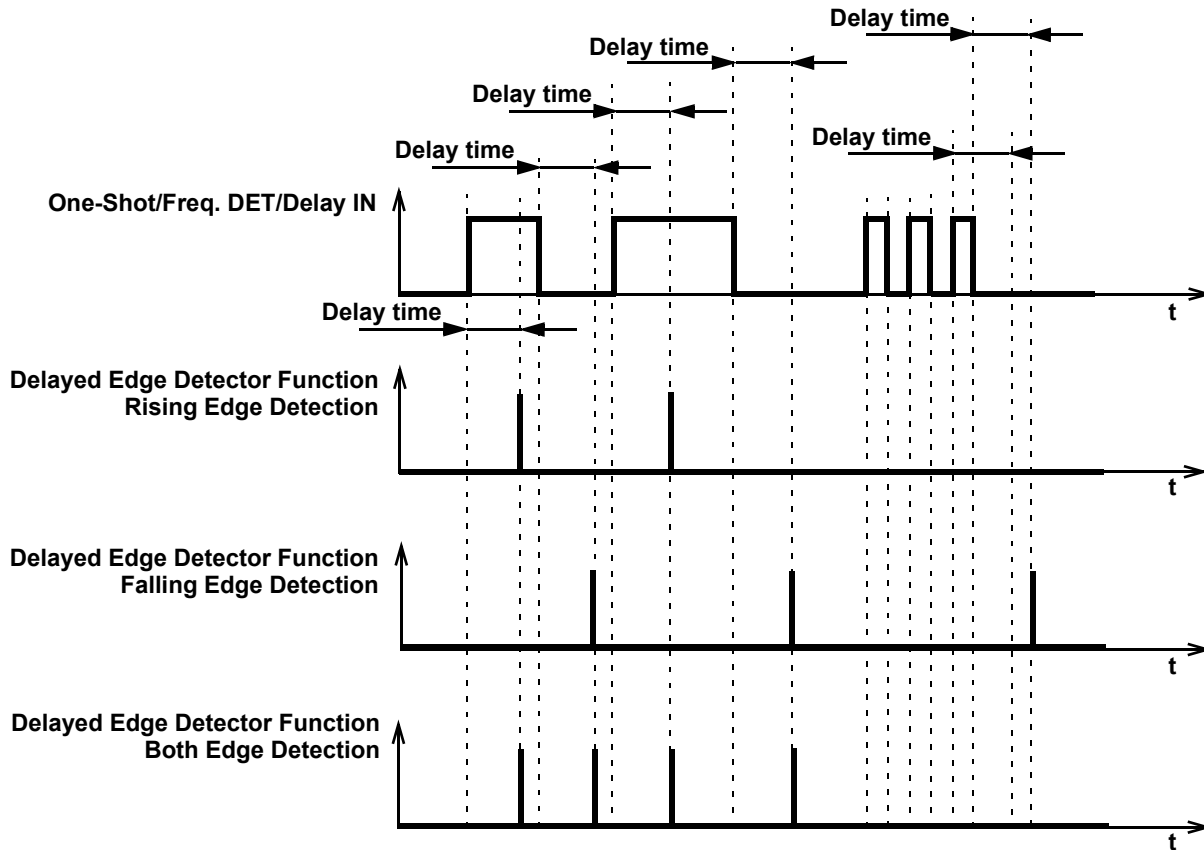 Delay time
Delay time
Delay time
Delay time
Delay time
One-Shot/Freq. DET/Delay IN
t
Delay time
Delayed Edge Detector Function
Rising Edge Detection
t
Delayed Edge Detector Function
Falling Edge Detection
t
Delayed Edge Detector Function
Both Edge Detection
t